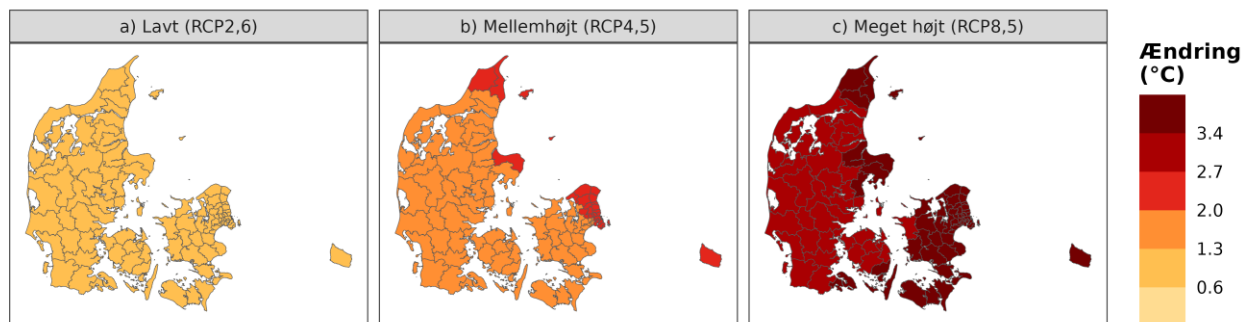 a) Lavt (RCP2,6)
b) Mellemhøjt (RCP4,5)
c) Meget højt (RCP8,5)
Ændring
(°C)
3.4
2.7
2.0
1.3
0.6